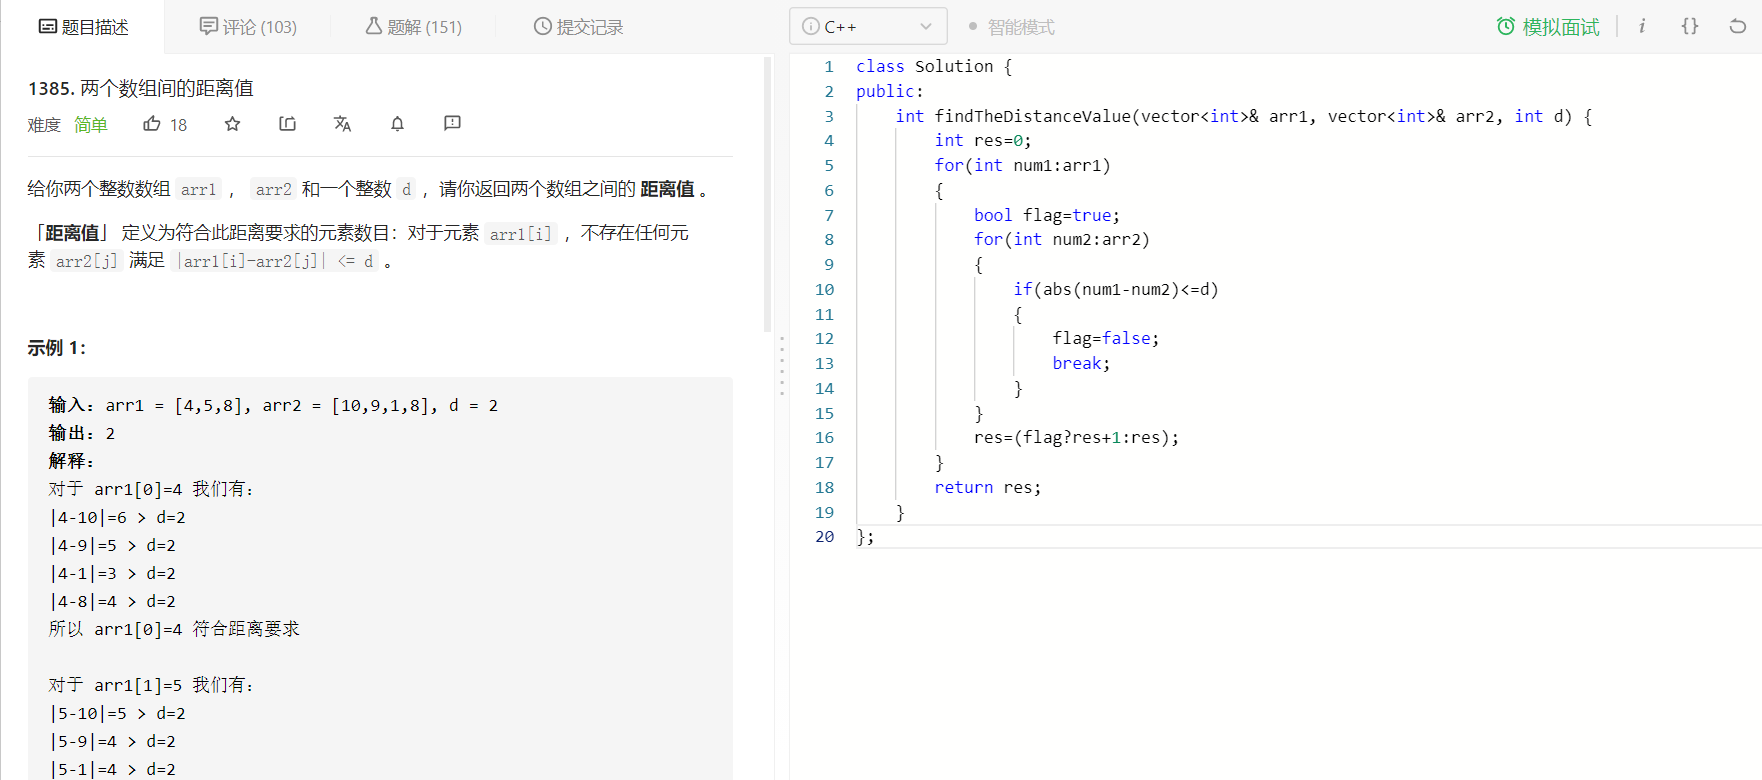 题目描述
评论 (103)
题解 (151)
提交记录
1385. 两个数组间的距离值
难度 简单 18
给你两个整数数组 arr1 ， arr2 和一个整数 d ，请你返回两个数组之间的 距离值 。
「距离值」 定义为符合此距离要求的元素数目：对于元素 arr1[i] ，不存在任何元
素 arr2[j] 满足 |arr1[i]-arr2[j]| <= d 。
示例 1：
输入：arr1 = [4,5,8], arr2 = [10,9,1,8], d = 2
输出：2
解释：
对于 arr1[0]=4 我们有：
|4-10|=6 > d=2
|4-9|=5 > d=2
|4-1|=3 > d=2
|4-8|=4 > d=2
所以 arr1[0]=4 符合距离要求
对于 arr1[1]=5 我们有：
|5-10|=5 > d=2
|5-9|=4 > d=2
|5-1|=4 > d=2
C++
智能模式
模拟面试
i {}
1 class Solution {
2 public:
3 int findTheDistanceValue(vector<int>& arr1, vector<int>& arr2, int d) {
4 int res=0;
5 for(int num1:arr1)
6 {
7 bool flag=true;
8 for(int num2:arr2)
9 {
10 if(abs(num1-num2)<=d)
11 {
12 flag=false;
13 break;
14 }
15 }
16 res=(flag?res+1:res);
17 }
18 return res;
19 }
20 };